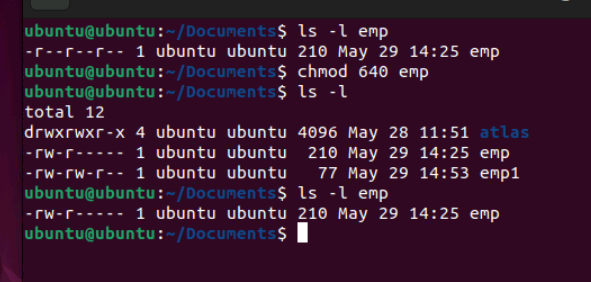 ubuntu@ubuntu:~/Documents$ ls -l emp
-r--r--r-- 1 ubuntu ubuntu 210 May 29 14:25 emp
ubuntu@ubuntu:~/Documents$ chmod 640 emp
ubuntu@ubuntu:~/Documents$ ls -l
total 12
drwxrwxr-x 4 ubuntu ubuntu 4096 May 28 11:51 atlas
-rw-r----- 1 ubuntu ubuntu  210 May 29 14:25 emp
-rw-rw-r-- 1 ubuntu ubuntu   77 May 29 14:53 emp1
ubuntu@ubuntu:~/Documents$ ls -l emp
-rw-r----- 1 ubuntu ubuntu 210 May 29 14:25 emp
ubuntu@ubuntu:~/Documents$